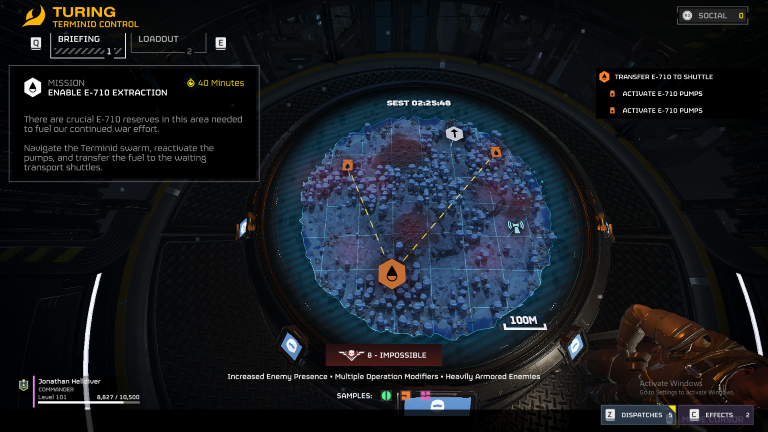 TURING
TERMINID CONTROL
Q
BRIEFING
1
LOADOUT
2
E
SOCIAL 0
MISSION
ENABLE E-710 EXTRACTION
40 Minutes
There are crucial E-710 reserves in this area needed
to fuel our continued war effort.
Navigate the Terminid swarm, reactivate the
pumps, and transfer the fuel to the waiting
transport shuttles.
TRANSFER E-710 TO SHUTTLE
ACTIVATE E-710 PUMPS
ACTIVATE E-710 PUMPS
SEST 02:25:46
100M
8 - IMPOSSIBLE
Increased Enemy Presence • Multiple Operation Modifiers • Heavily Armored Enemies
SAMPLES:
Jonathan Helldiver
COMMANDER
Level 101 8,827 / 10,500
Activate Windows
Go to Settings to activate Windows.
Z DISPATCHES 5
C EFFECTS 2
CURSOR